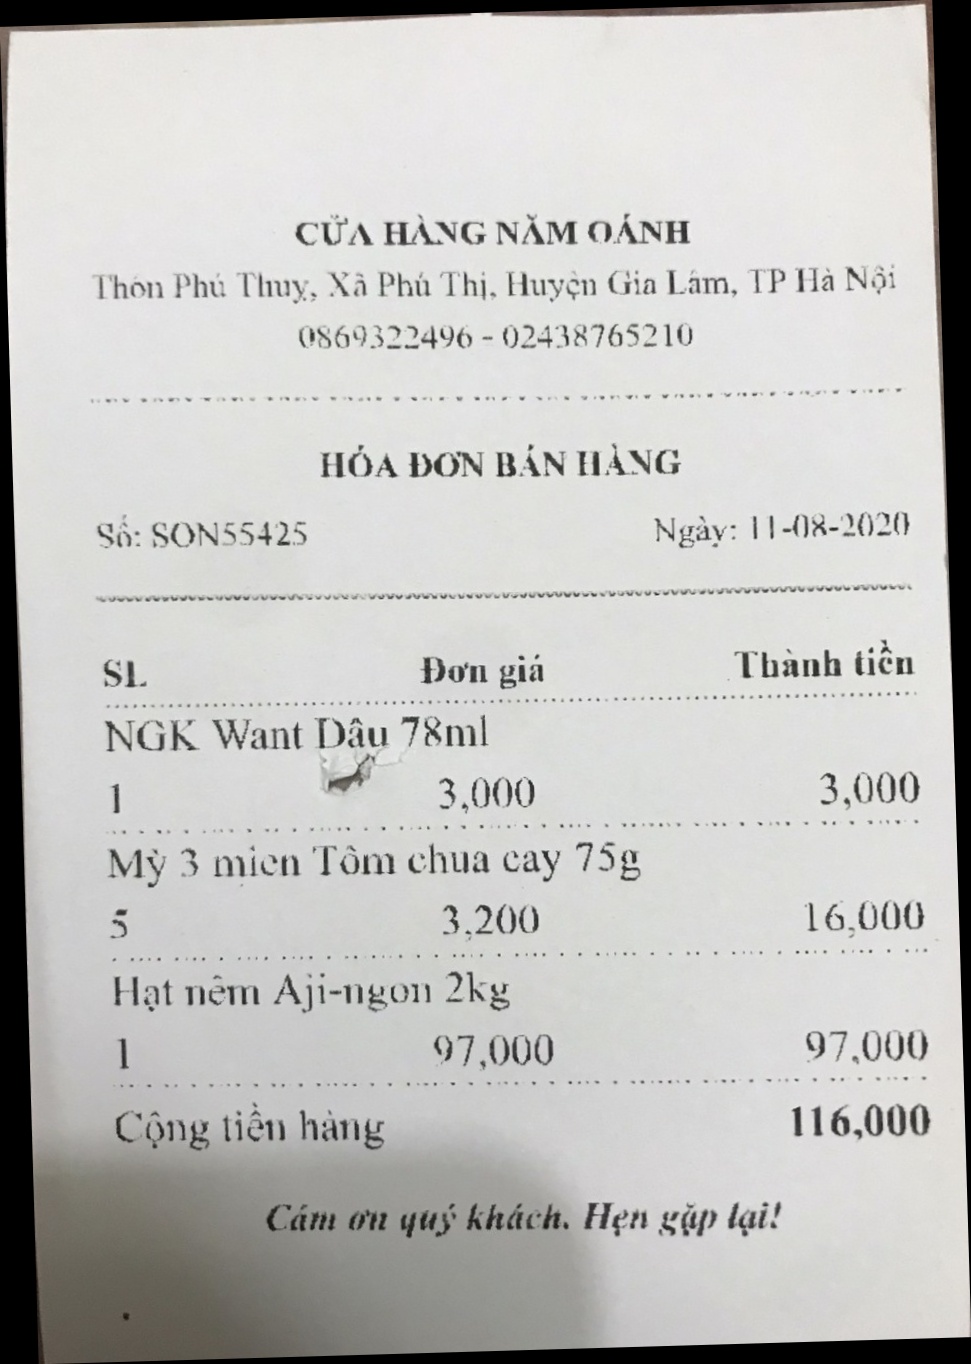 CỬA HÀNG NĂM OÁNH
Thôn Phú Thuỵ, Xã Phú Thị, Huyện Gia Lâm, TP Hà Nội
0869322496 - 02438765210
HÓA ĐƠN BÁN HÀNG
Số: SON55425 Ngày: 11-08-2020
SL Đơn giá Thành tiền
NGK Want Dâu 78ml
1 3,000 3,000
Mỳ 3 miền Tôm chua cay 75g
5 3,200 16,000
Hạt nêm Aji-ngon 2kg
1 97,000 97,000
Cộng tiền hàng 116,000
Cám ơn quý khách. Hẹn gặp lại!